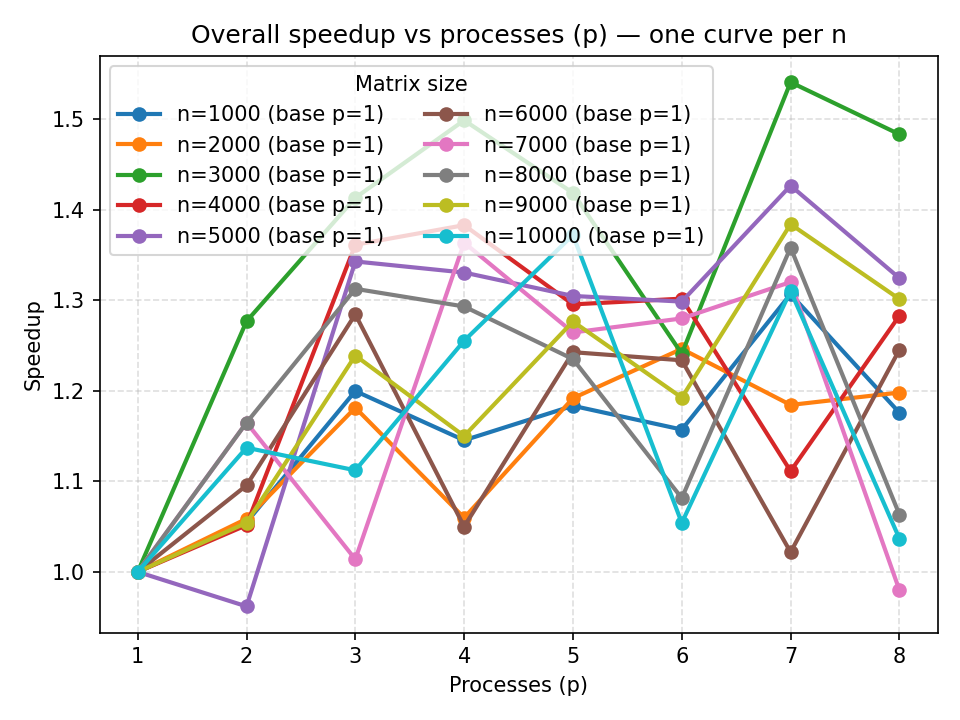 Overall speedup vs processes (p) — one curve per n
Matrix size
n=1000 (base p=1)
n=2000 (base p=1)
n=3000 (base p=1)
n=4000 (base p=1)
n=5000 (base p=1)
n=6000 (base p=1)
n=7000 (base p=1)
n=8000 (base p=1)
n=9000 (base p=1)
n=10000 (base p=1)
Speedup
1.5
1.4
1.3
1.2
1.1
1.0
1 2 3 4 5 6 7 8
Processes (p)